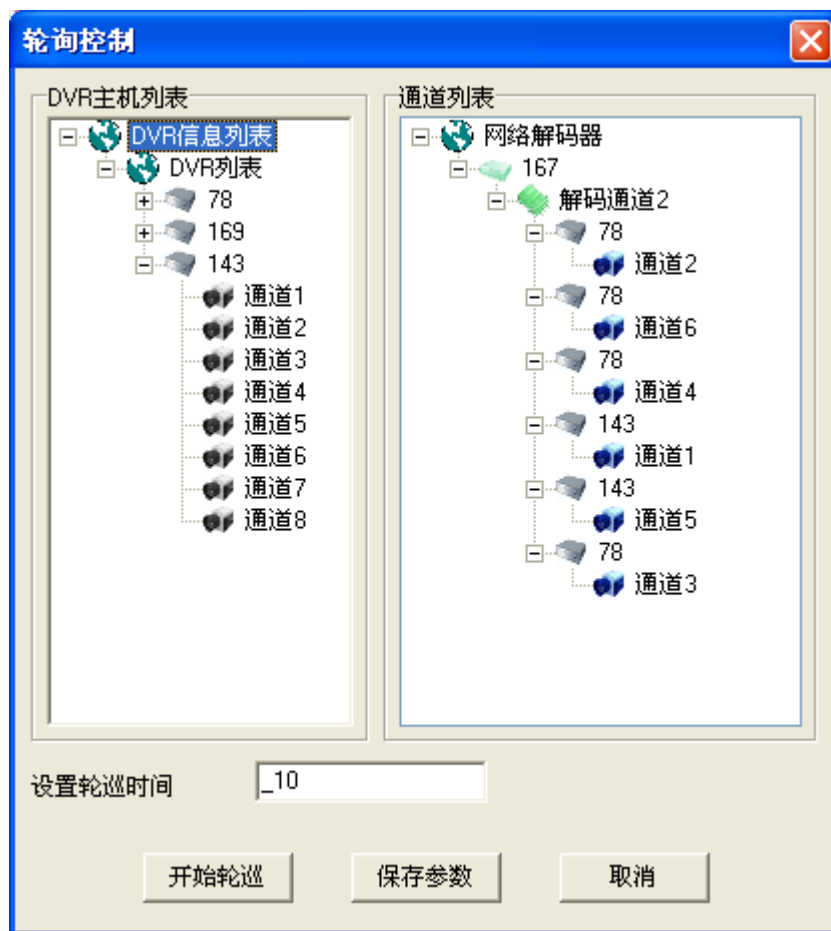 轮询控制
DVR主机列表
DVR信息列表
DVR列表
78
169
143
通道1
通道2
通道3
通道4
通道5
通道6
通道7
通道8
通道列表
网络解码器
167
解码通道2
78
通道2
78
通道6
78
通道4
143
通道1
143
通道5
78
通道3
设置轮巡时间
_10
开始轮巡
保存参数
取消